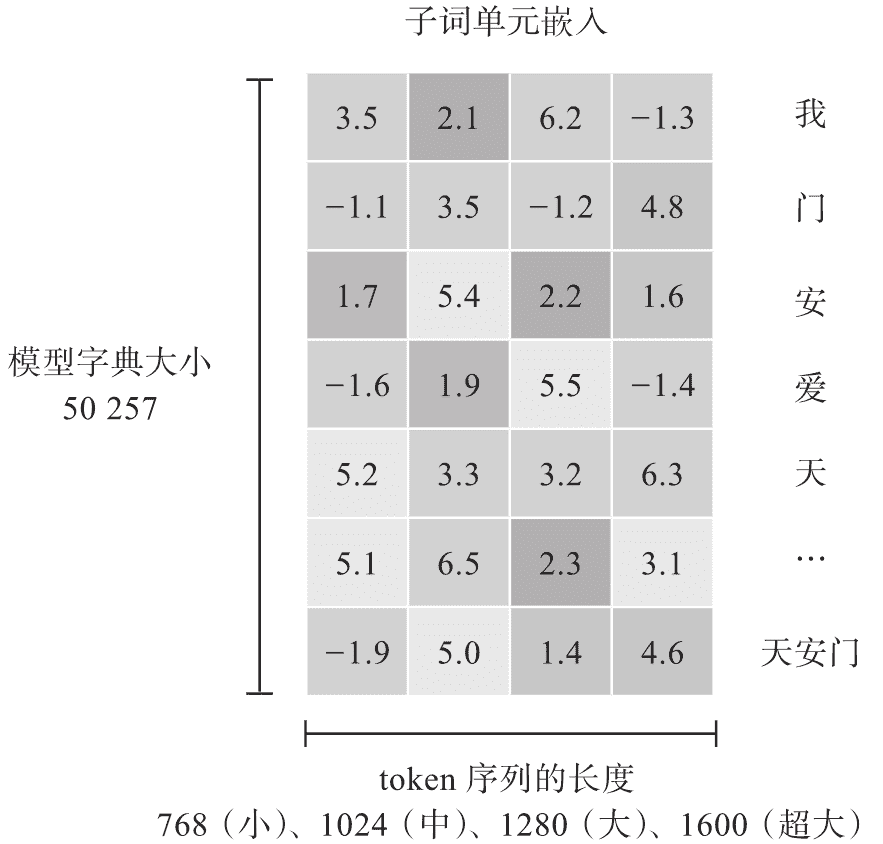 子词单元嵌入
3.5 2.1 6.2 −1.3 我
−1.1 3.5 −1.2 4.8 门
1.7 5.4 2.2 1.6 安
模型字典大小
50 257
−1.6 1.9 5.5 −1.4 爱
5.2 3.3 3.2 6.3 天
5.1 6.5 2.3 3.1 …
−1.9 5.0 1.4 4.6 天安门
token 序列的长度
768（小）、1024（中）、1280（大）、1600（超大）